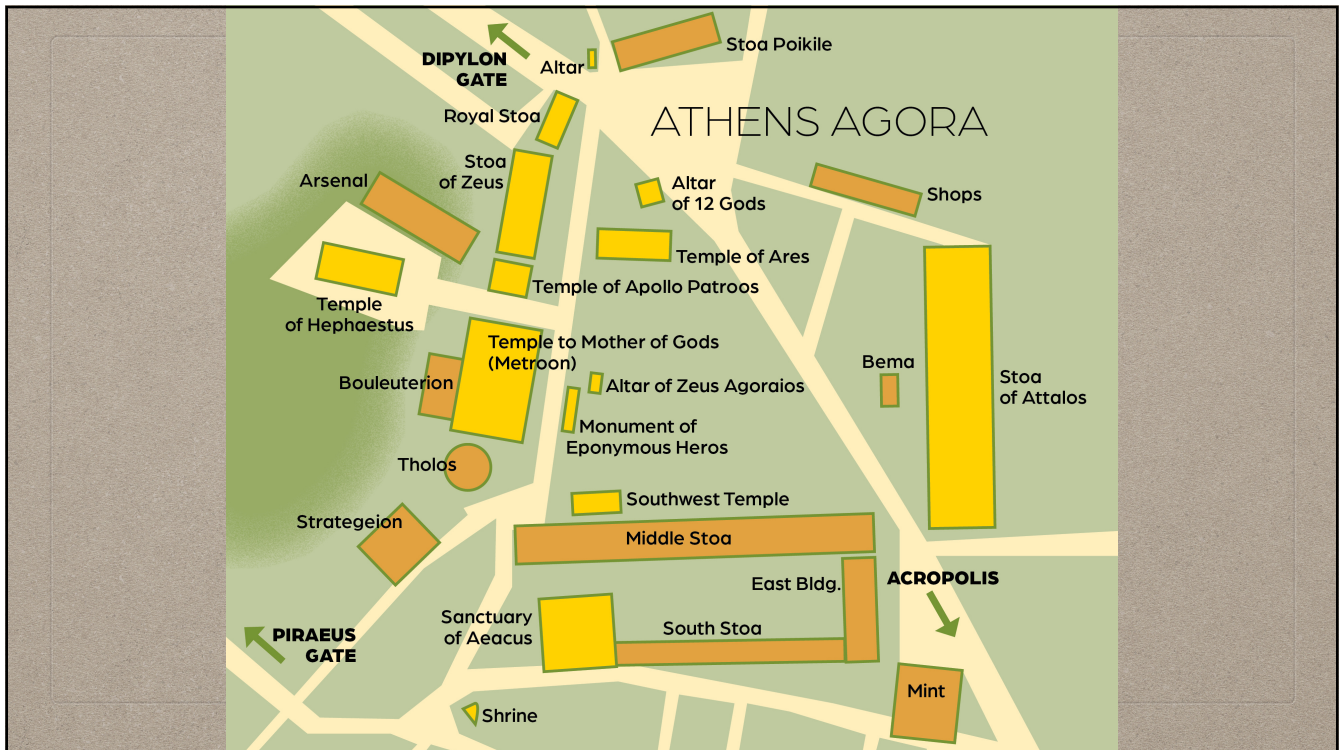 Stoa Poikile
DIPYLON
GATE
Altar
Royal Stoa
ATHENS AGORA
Stoa
of Zeus
Arsenal
Altar
of 12 Gods
Shops
Temple of Ares
Temple of Apollo Patroos
Temple
of Hephaestus
Temple to Mother of Gods
(Metroon)
Bouleuterion
Altar of Zeus Agoraios
Bema
Stoa
of Attalos
Monument of
Eponymous Heros
Tholos
Southwest Temple
Strategeion
Middle Stoa
East Bldg.
ACROPOLIS
Sanctuary
of Aeacus
South Stoa
PIRAEUS
GATE
Mint
Shrine